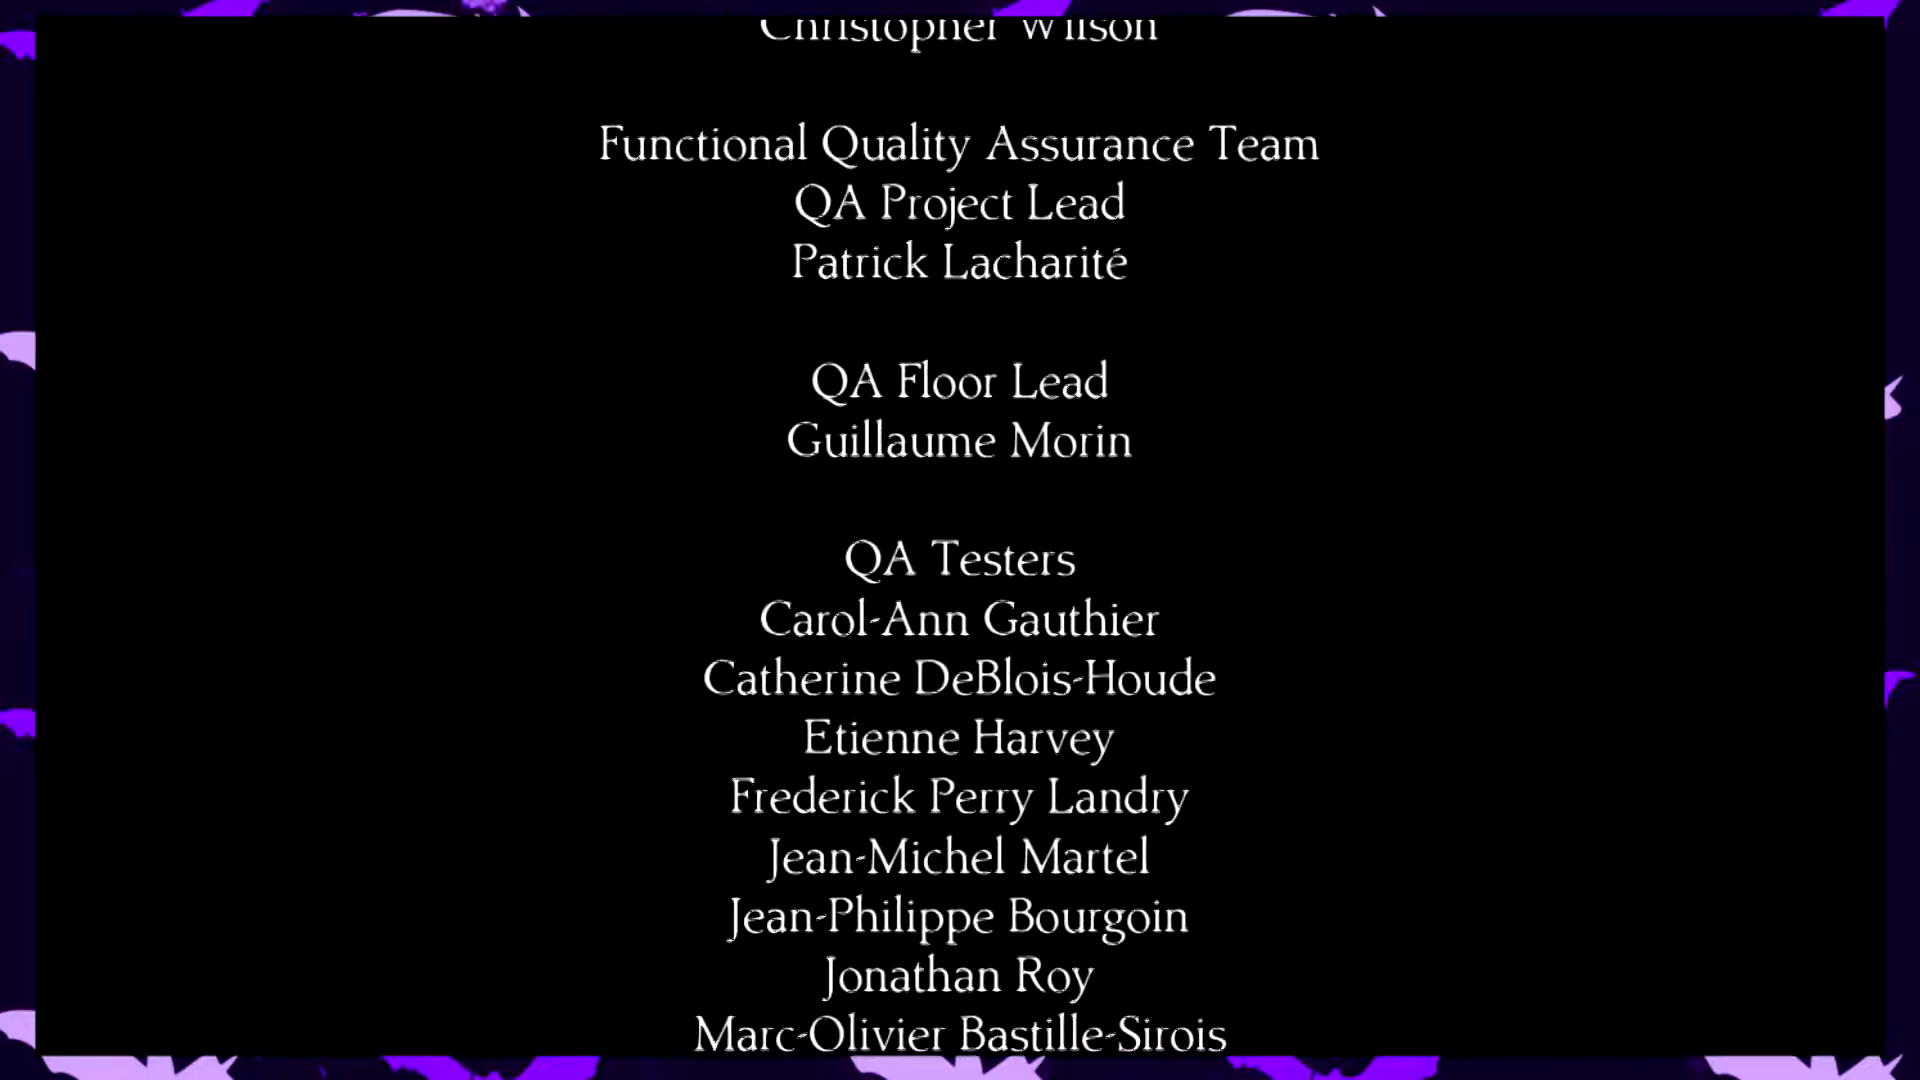 Christopher Wilson
Functional Quality Assurance Team
QA Project Lead
Patrick Lacharité
QA Floor Lead
Guillaume Morin
QA Testers
Carol-Ann Gauthier
Catherine DeBlois-Houde
Etienne Harvey
Frederick Perry Landry
Jean-Michel Martel
Jean-Philippe Bourgoin
Jonathan Roy
Marc-Olivier Bastille-Sirois